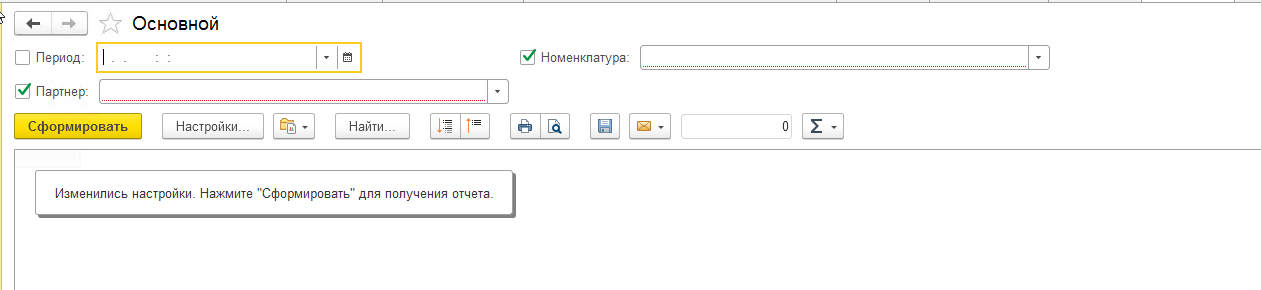 Основной
Период: . . : : Номенклатура:
Партнер:
Сформировать Настройки... Найти... 0 Σ
Изменились настройки. Нажмите "Сформировать" для получения отчета.